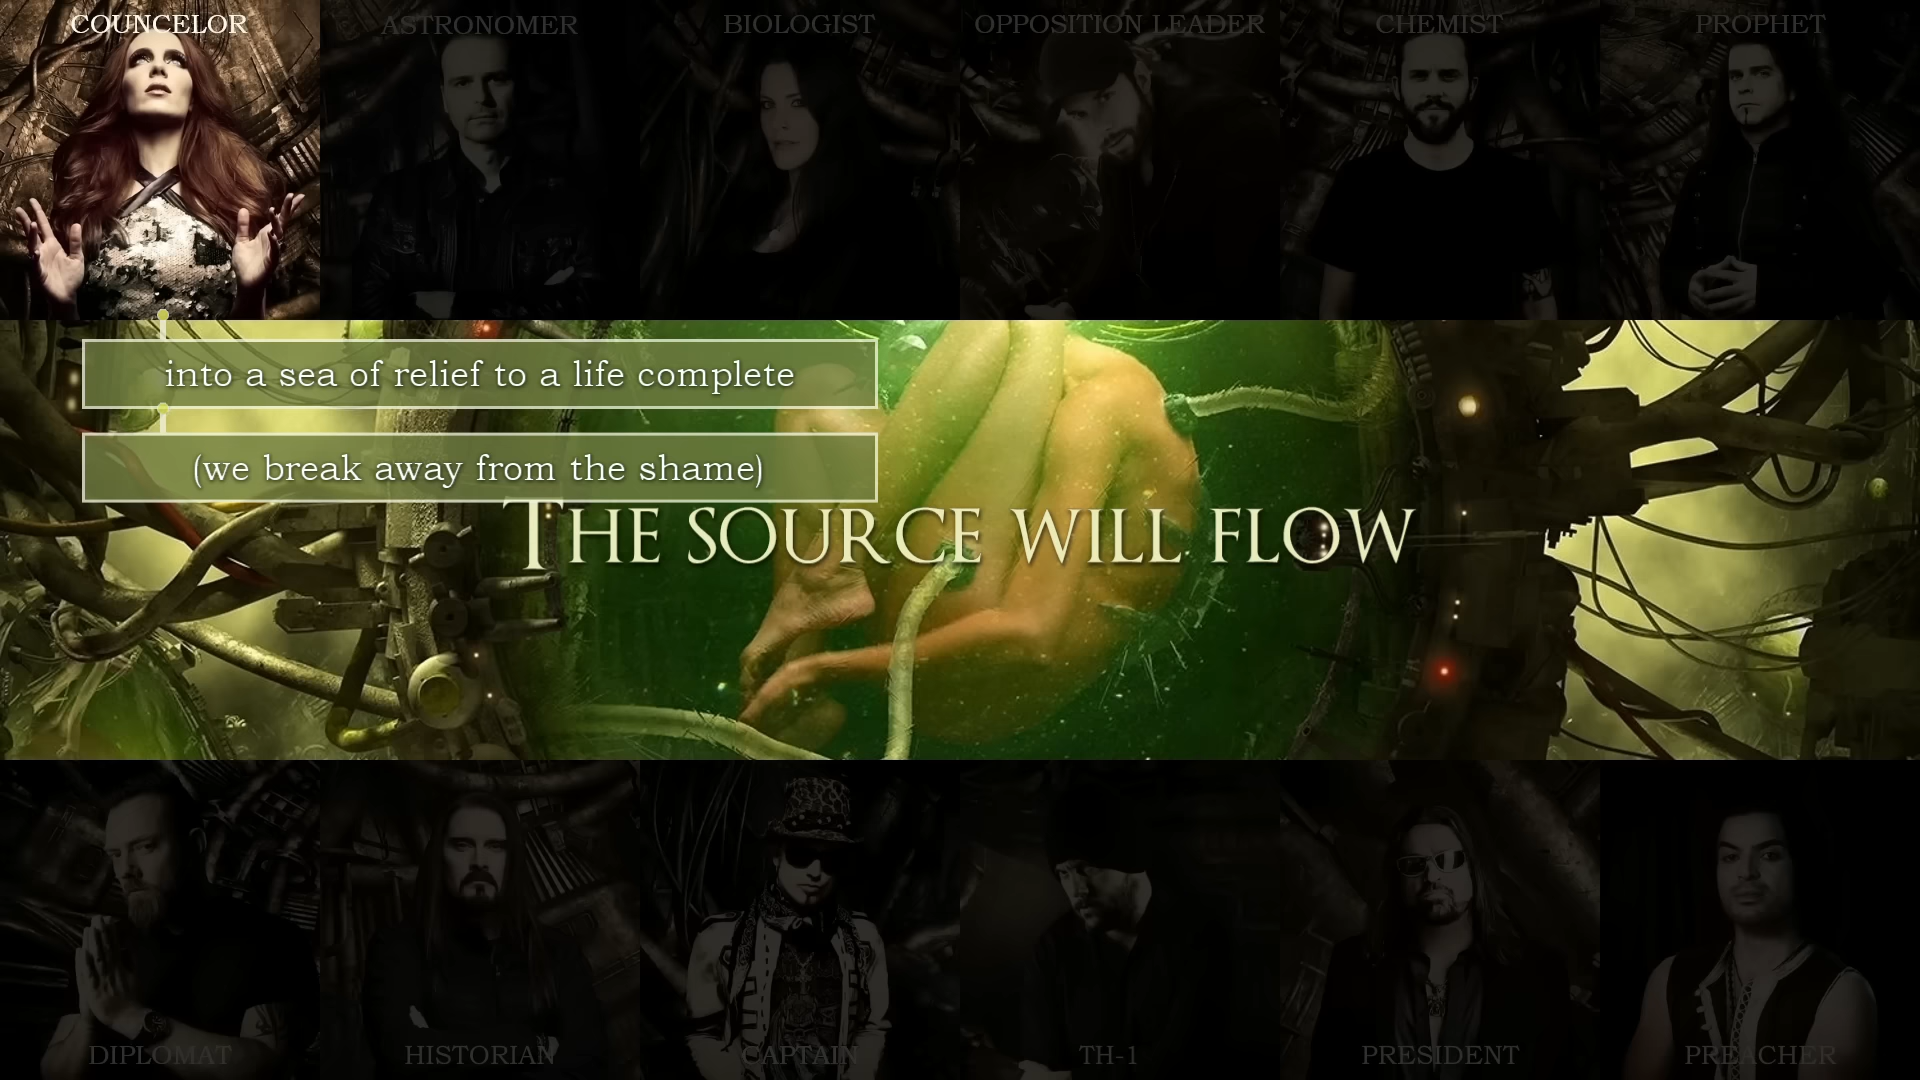 COUNCELOR
ASTRONOMER
BIOLOGIST
OPPOSITION LEADER
CHEMIST
PROPHET
into a sea of relief to a life complete
(we break away from the shame)
THE SOURCE WILL FLOW
DIPLOMAT
HISTORIAN
CAPTAIN
TH-1
PRESIDENT
PREACHER